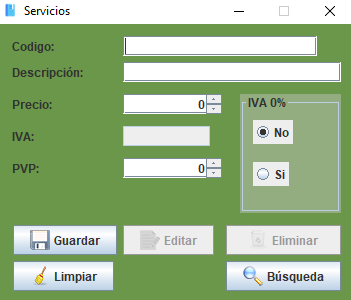 Servicios
Codigo:
Descripción:
Precio: 0
IVA 0%
No
IVA:
Si
PVP: 0
Guardar Editar Eliminar
Limpiar Búsqueda